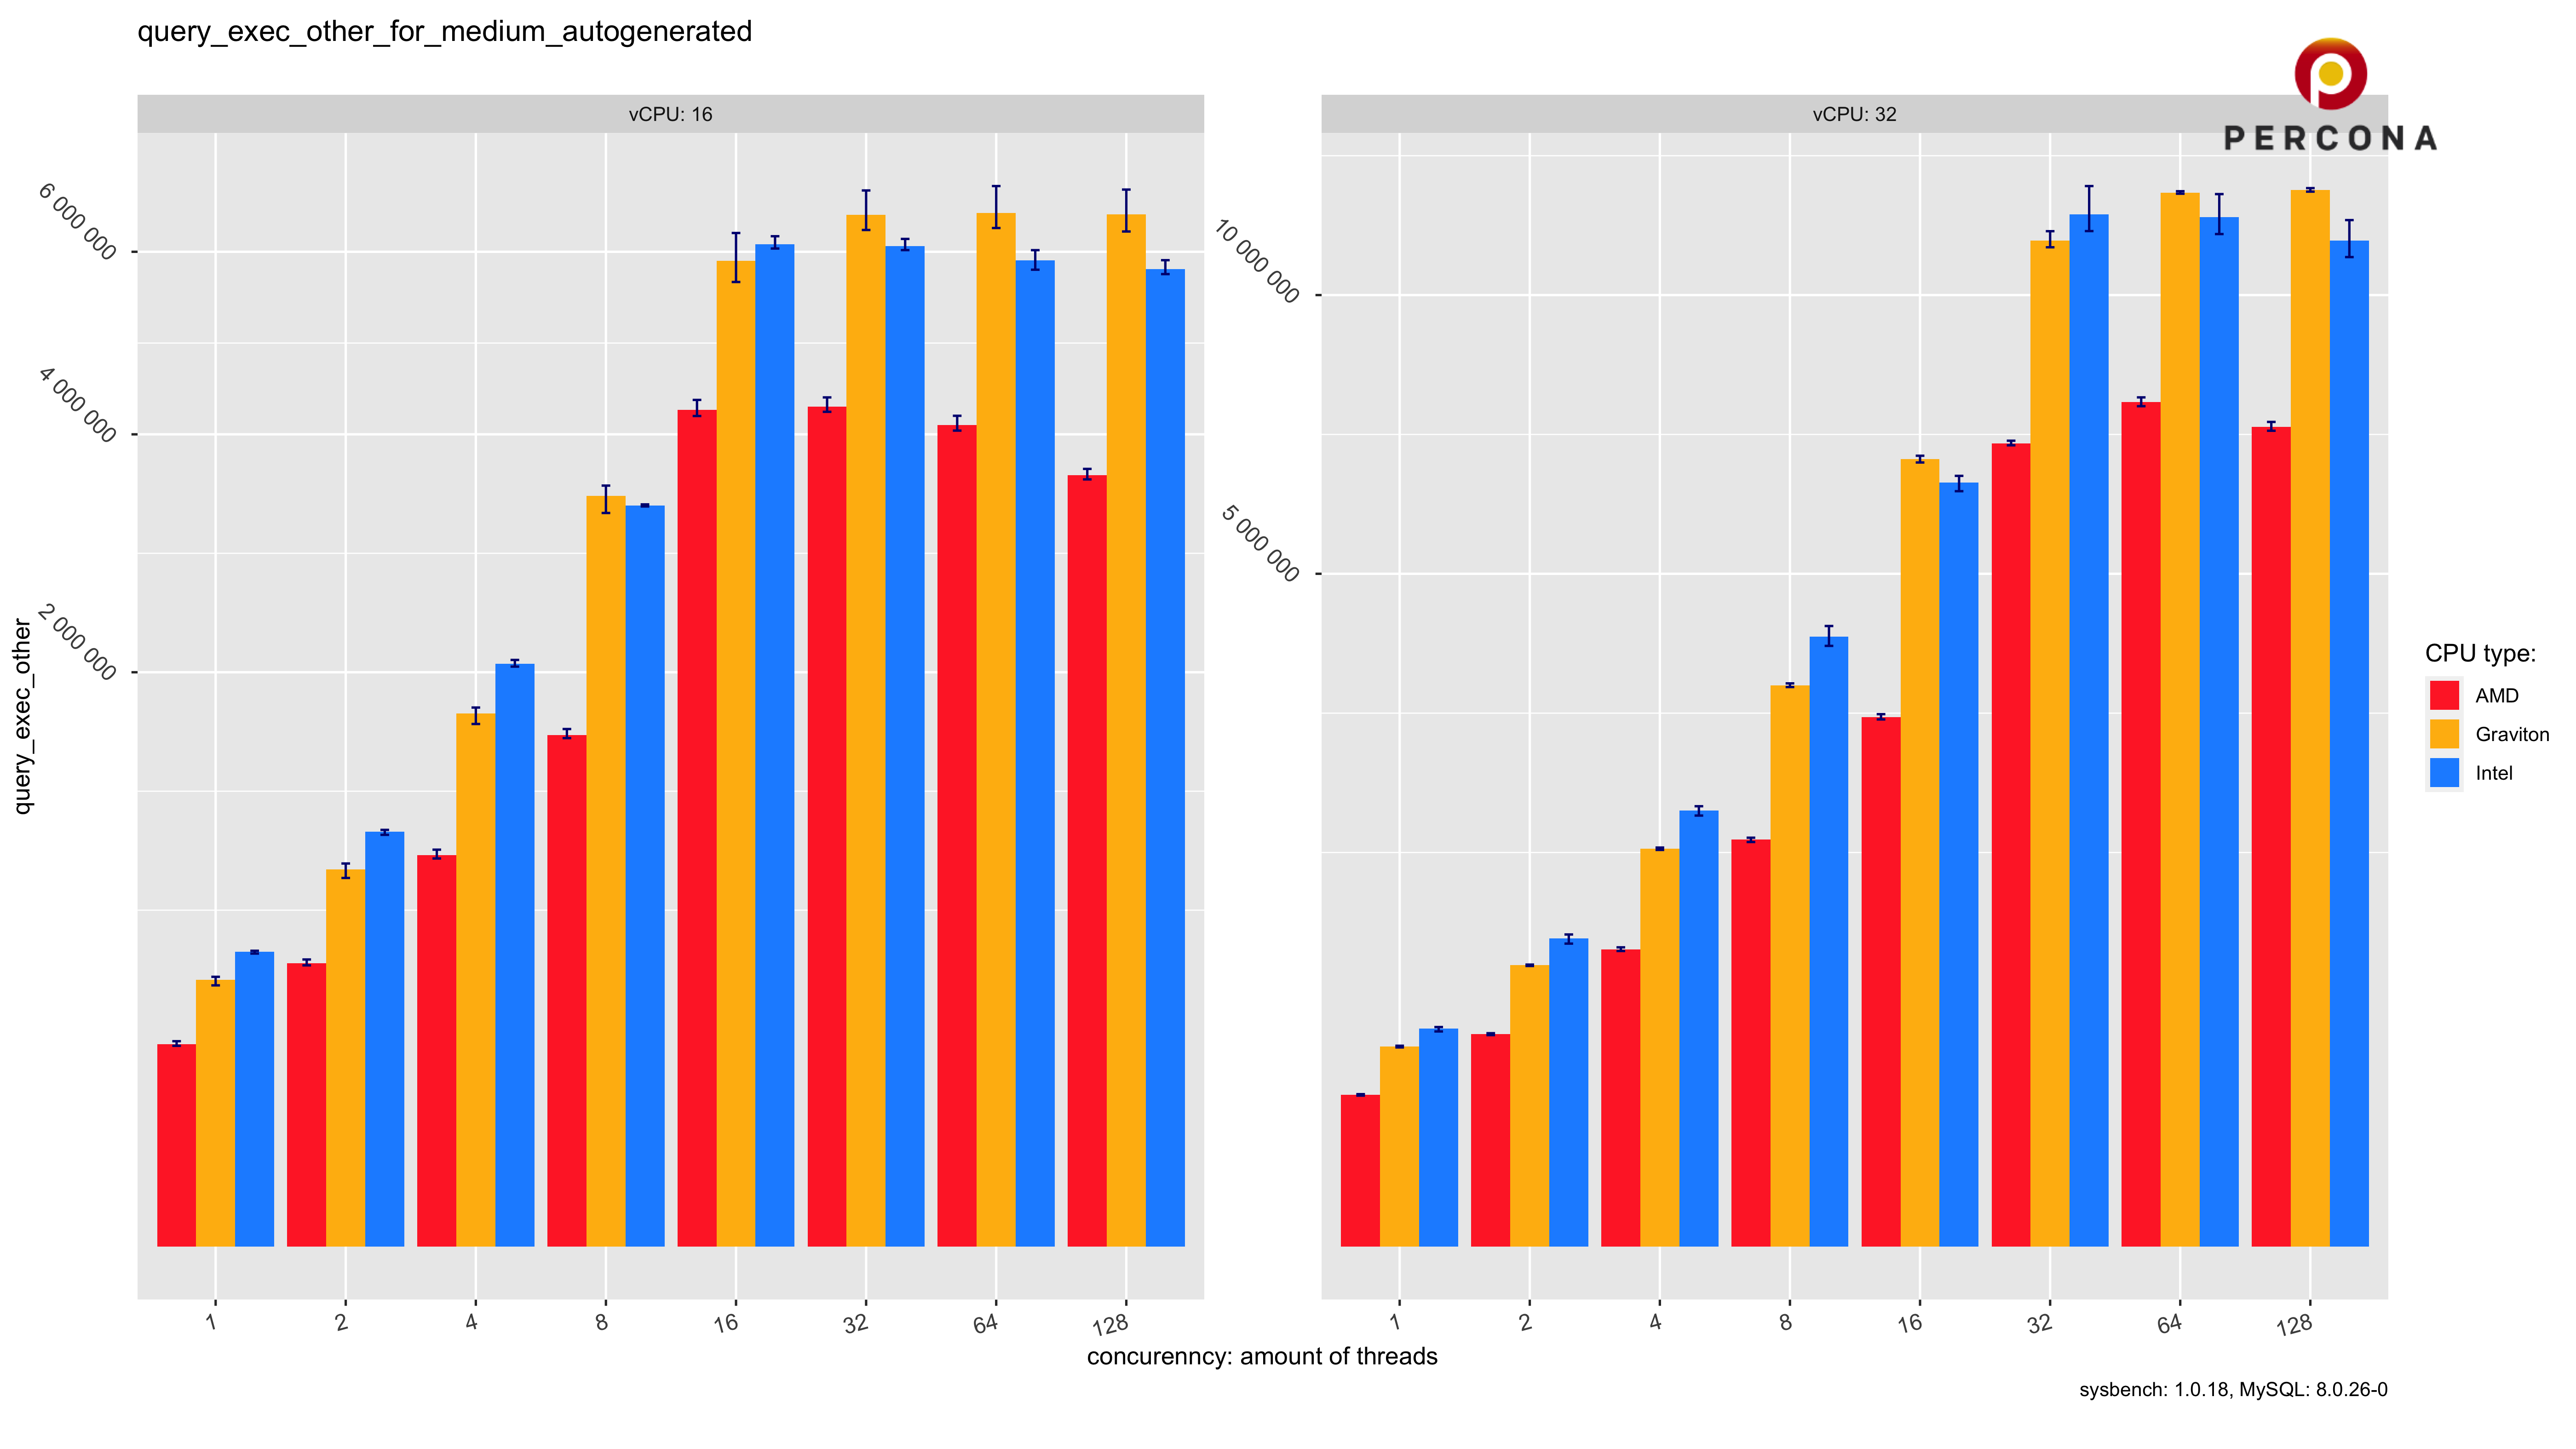 query_exec_other_for_medium_autogenerated
PERCONA
vCPU: 16
vCPU: 32
query_exec_other
6 000 000
4 000 000
2 000 000
10 000 000
5 000 000
1
2
4
8
16
32
64
128
1
2
4
8
16
32
64
128
concurenncy: amount of threads
CPU type:
AMD
Graviton
Intel
sysbench: 1.0.18, MySQL: 8.0.26-0